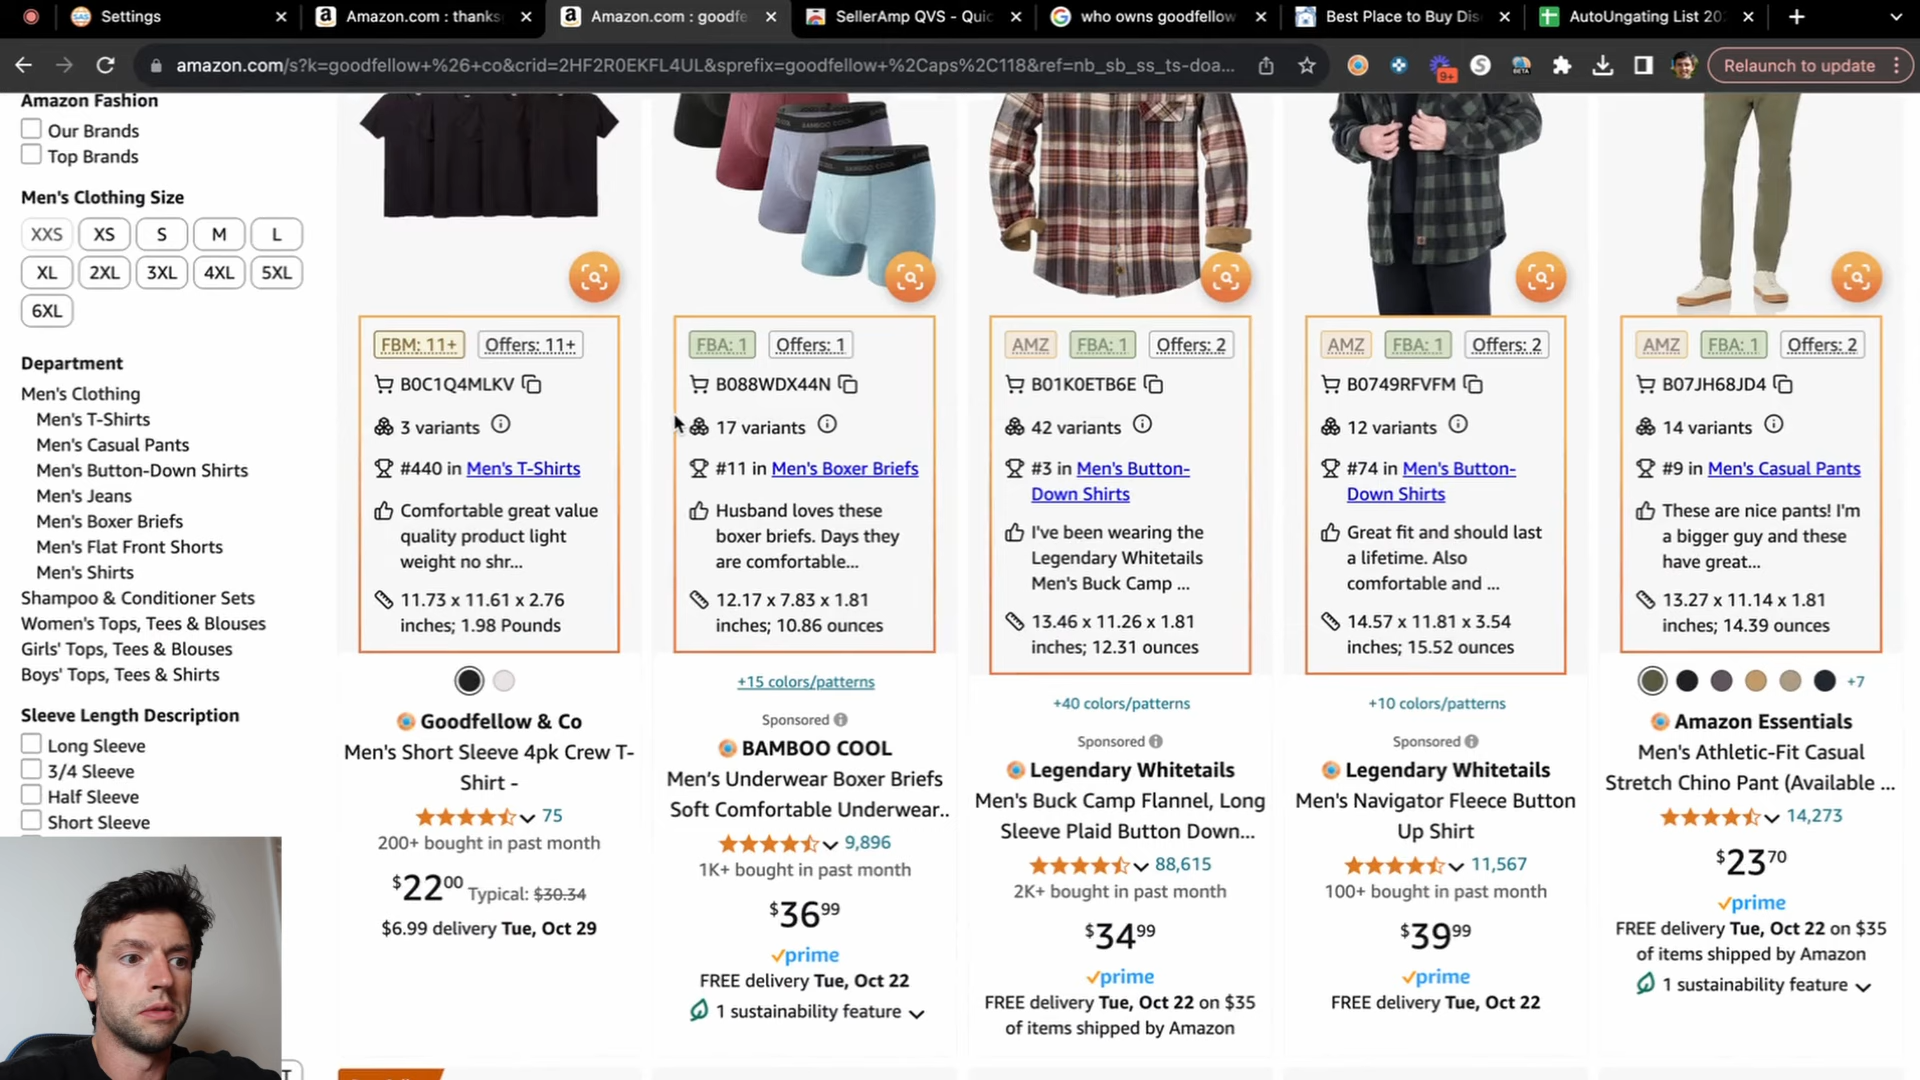 Settings
Amazon.com : thanks
Amazon.com : goodfe
SellerAmp QVS - Quic
who owns goodfellow
Best Place to Buy Dis
AutoUngating List 20
amazon.com/s?k=goodfellow+%26+co&crid=2HF2R0EKFL4UL&sprefix=goodfellow+%2Caps%2C118&ref=nb_sb_ss_ts-doa...
BETA
9+
Relaunch to update
Amazon Fashion
Our Brands
Top Brands
Men's Clothing Size
XXS XS S M L
XL 2XL 3XL 4XL 5XL
6XL
Department
Men's Clothing
Men's T-Shirts
Men's Casual Pants
Men's Button-Down Shirts
Men's Jeans
Men's Boxer Briefs
Men's Flat Front Shorts
Men's Shirts
Shampoo & Conditioner Sets
Women's Tops, Tees & Blouses
Girls' Tops, Tees & Blouses
Boys' Tops, Tees & Shirts
Sleeve Length Description
Long Sleeve
3/4 Sleeve
Half Sleeve
Short Sleeve
FBM: 11+ Offers: 11+
B0C1Q4MLKV
3 variants
#440 in Men's T-Shirts
Comfortable great value
quality product light
weight no shr...
11.73 x 11.61 x 2.76
inches; 1.98 Pounds
Goodfellow & Co
Men's Short Sleeve 4pk Crew T-
Shirt -
75
200+ bought in past month
$22⁰⁰ Typical: $30.34
$6.99 delivery Tue, Oct 29
BAMBOO COOL
FBA: 1 Offers: 1
B088WDX44N
17 variants
#11 in Men's Boxer Briefs
Husband loves these
boxer briefs. Days they
are comfortable...
12.17 x 7.83 x 1.81
inches; 10.86 ounces
+15 colors/patterns
Sponsored
BAMBOO COOL
Men's Underwear Boxer Briefs
Soft Comfortable Underwear..
9,896
1K+ bought in past month
$36⁹⁹
prime
FREE delivery Tue, Oct 22
1 sustainability feature
AMZ FBA: 1 Offers: 2
B01K0ETB6E
42 variants
#3 in Men's Button-
Down Shirts
I've been wearing the
Legendary Whitetails
Men's Buck Camp ...
13.46 x 11.26 x 1.81
inches; 12.31 ounces
+40 colors/patterns
Sponsored
Legendary Whitetails
Men's Buck Camp Flannel, Long
Sleeve Plaid Button Down...
88,615
2K+ bought in past month
$34⁹⁹
prime
FREE delivery Tue, Oct 22 on $35
of items shipped by Amazon
AMZ FBA: 1 Offers: 2
B0749RFVFM
12 variants
#74 in Men's Button-
Down Shirts
Great fit and should last
a lifetime. Also
comfortable and ...
14.57 x 11.81 x 3.54
inches; 15.52 ounces
+10 colors/patterns
Sponsored
Legendary Whitetails
Men's Navigator Fleece Button
Up Shirt
11,567
100+ bought in past month
$39⁹⁹
prime
FREE delivery Tue, Oct 22
AMZ FBA: 1 Offers: 2
B07JH68JD4
14 variants
#9 in Men's Casual Pants
These are nice pants! I'm
a bigger guy and these
have great...
13.27 x 11.14 x 1.81
inches; 14.39 ounces
+7
Amazon Essentials
Men's Athletic-Fit Casual
Stretch Chino Pant (Available ...
14,273
$23⁷⁰
prime
FREE delivery Tue, Oct 22 on $35
of items shipped by Amazon
1 sustainability feature